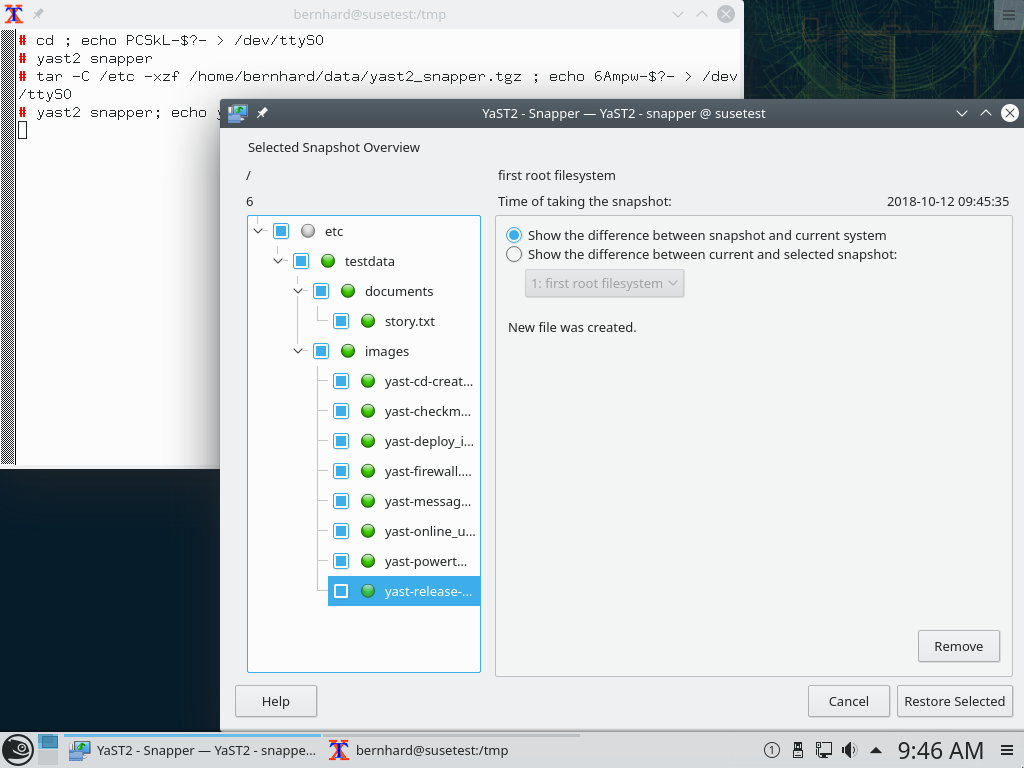 bernhard@susetest:/tmp
# cd ; echo PCSkL-$?- > /dev/ttyS0
# yast2 snapper
# tar -C /etc -xzf /home/bernhard/data/yast2_snapper.tgz ; echo 6Ampw-$?- > /dev
/ttyS0
# yast2 snapper; echo
YaST2 - Snapper — YaST2 - snapper @ susetest
Selected Snapshot Overview
/
first root filesystem
6
Time of taking the snapshot:
2018-10-12 09:45:35
etc
testdata
documents
story.txt
images
yast-cd-creat...
yast-checkm...
yast-deploy_i...
yast-firewall....
yast-messag...
yast-online_u...
yast-powert...
yast-release-...
Show the difference between snapshot and current system
Show the difference between current and selected snapshot:
1: first root filesystem
New file was created.
Remove
Help
Cancel
Restore Selected
YaST2 - Snapper — YaST2 - snappe...
bernhard@susetest:/tmp
1
9:46 AM